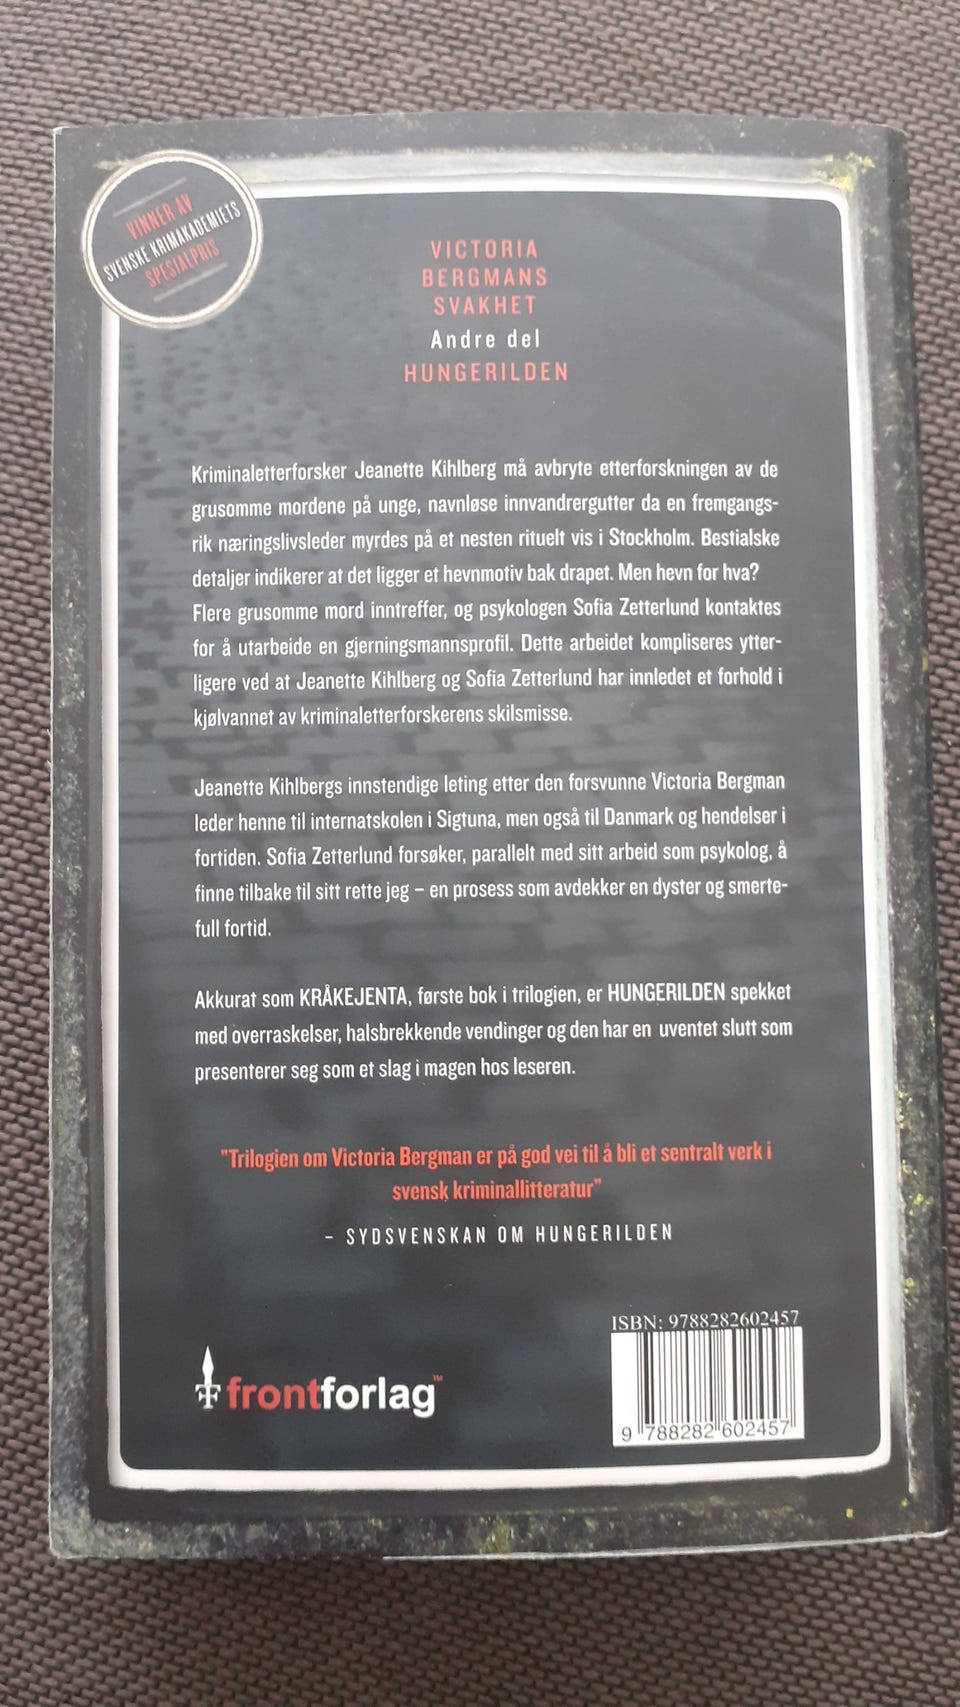 VINNER AV
SVENSKE KRIMAKADEMIETS
SPESIALPRIS
VICTORIA
BERGMANS
SVAKHET
Andre del
HUNGERILDEN
Kriminaletterforsker Jeanette Kihlberg må avbryte etterforskningen av de
grusomme mordene på unge, navnløse innvandrergutter da en fremgangs-
rik næringslivsleder myrdes på et nesten rituelt vis i Stockholm. Bestialske
detaljer indikerer at det ligger et hevnmotiv bak drapet. Men hevn for hva?
Flere grusomme mord inntreffer, og psykologen Sofia Zetterlund kontaktes
for å utarbeide en gjerningsmannsprofil. Dette arbeidet kompliseres ytter-
ligere ved at Jeanette Kihlberg og Sofia Zetterlund har innledet et forhold i
kjølvannet av kriminaletterforskerens skilsmisse.
Jeanette Kihlbergs innstendige leting etter den forsvunne Victoria Bergman
leder henne til internatskolen i Sigtuna, men også til Danmark og hendelser i
fortiden. Sofia Zetterlund forsøker, parallelt med sitt arbeid som psykolog, å
finne tilbake til sitt rette jeg – en prosess som avdekker en dyster og smerte-
full fortid.
Akkurat som KRÅKEJENTA, første bok i trilogien, er HUNGERILDEN spekket
med overraskelser, halsbrekkende vendinger og den har en uventet slutt som
presenterer seg som et slag i magen hos leseren.
"Trilogien om Victoria Bergman er på god vei til å bli et sentralt verk i
svensk kriminallitteratur"
– SYDSVENSKAN OM HUNGERILDEN
ISBN: 9788282602457
frontforlag™
9 788282 602457